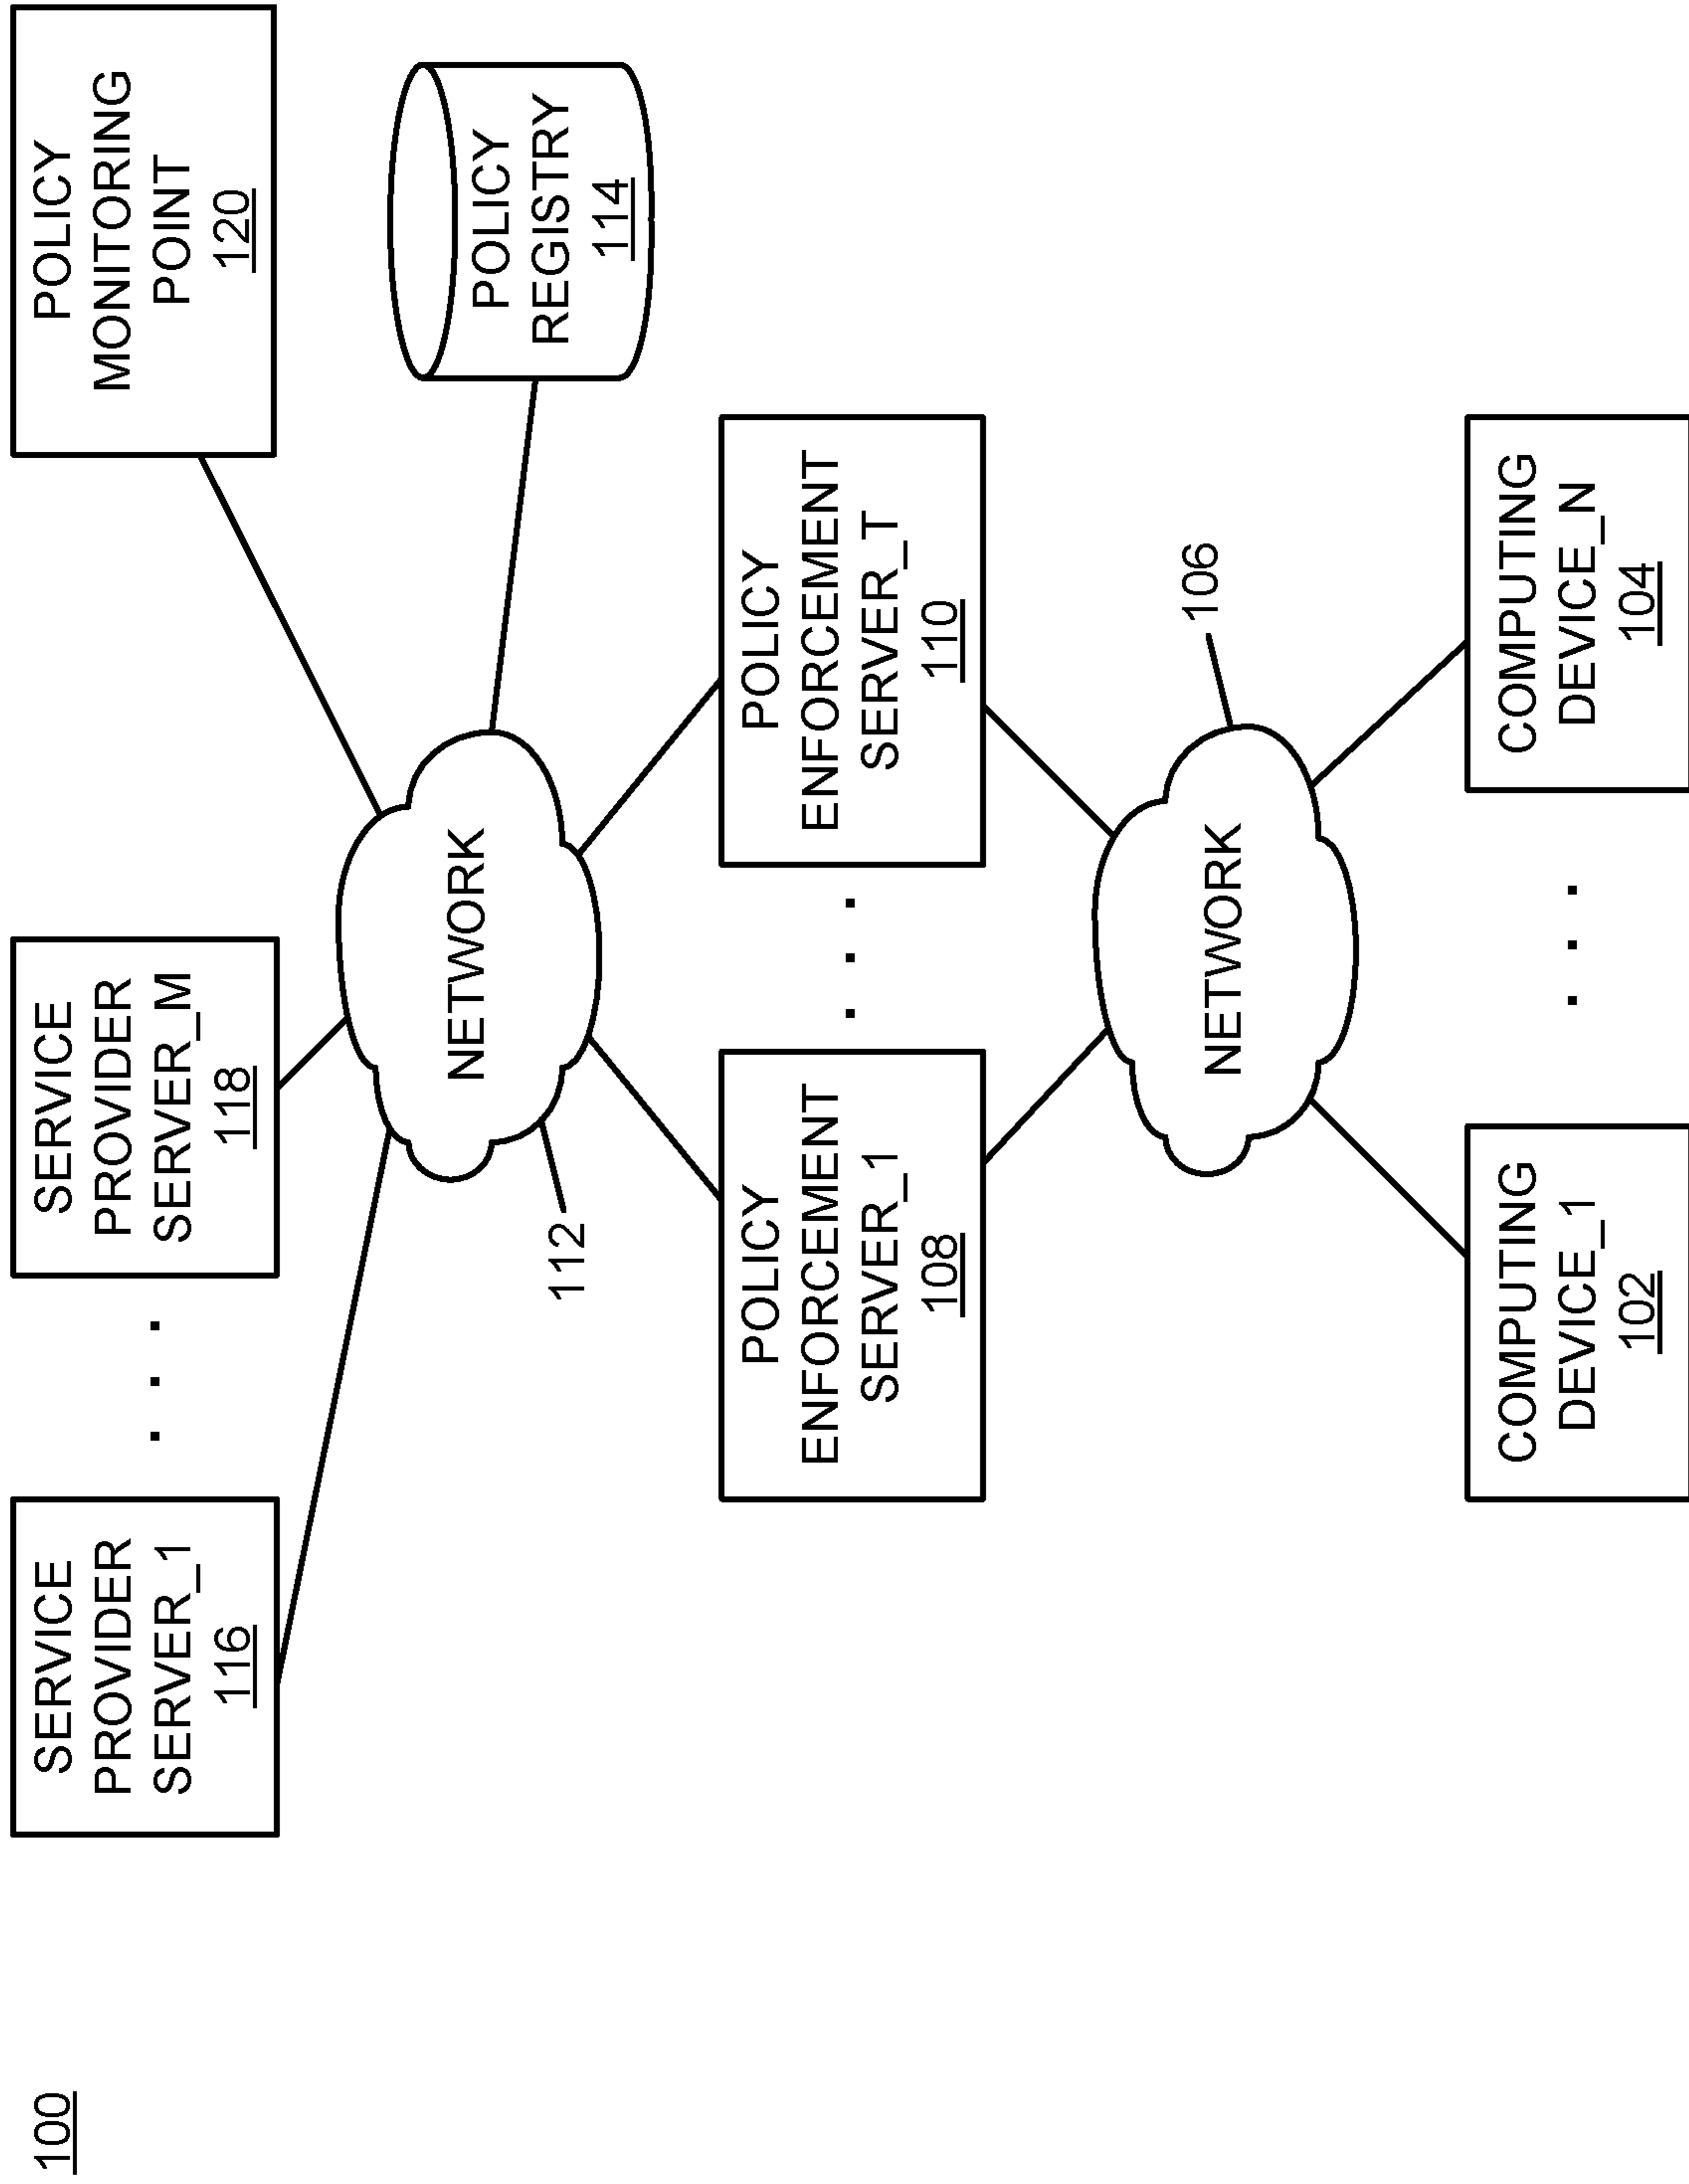 100
SERVICE
PROVIDER
SERVER_1
116
. . .
SERVICE
PROVIDER
SERVER_M
118
POLICY
MONITORING
POINT
120
NETWORK
112
POLICY
REGISTRY
114
POLICY
ENFORCEMENT
SERVER_1
108
. . .
POLICY
ENFORCEMENT
SERVER_T
110
NETWORK
106
COMPUTING
DEVICE_1
102
. . .
COMPUTING
DEVICE_N
104